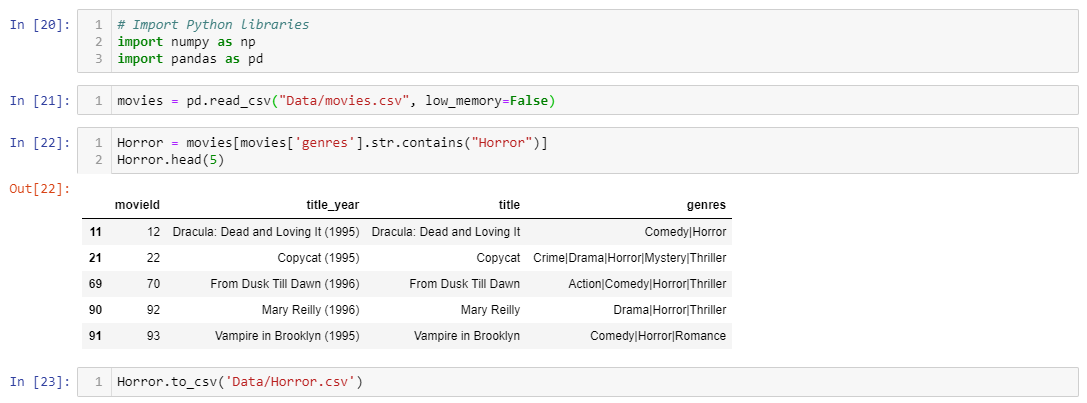 In [20]: 1 # Import Python libraries
2 import numpy as np
3 import pandas as pd
In [21]: 1 movies = pd.read_csv("Data/movies.csv", low_memory=False)
In [22]: 1 Horror = movies[movies['genres'].str.contains("Horror")]
2 Horror.head(5)
Out[22]:
movieId title_year title genres
11 12 Dracula: Dead and Loving It (1995) Dracula: Dead and Loving It Comedy|Horror
21 22 Copycat (1995) Copycat Crime|Drama|Horror|Mystery|Thriller
69 70 From Dusk Till Dawn (1996) From Dusk Till Dawn Action|Comedy|Horror|Thriller
90 92 Mary Reilly (1996) Mary Reilly Drama|Horror|Thriller
91 93 Vampire in Brooklyn (1995) Vampire in Brooklyn Comedy|Horror|Romance
In [23]: 1 Horror.to_csv('Data/Horror.csv')